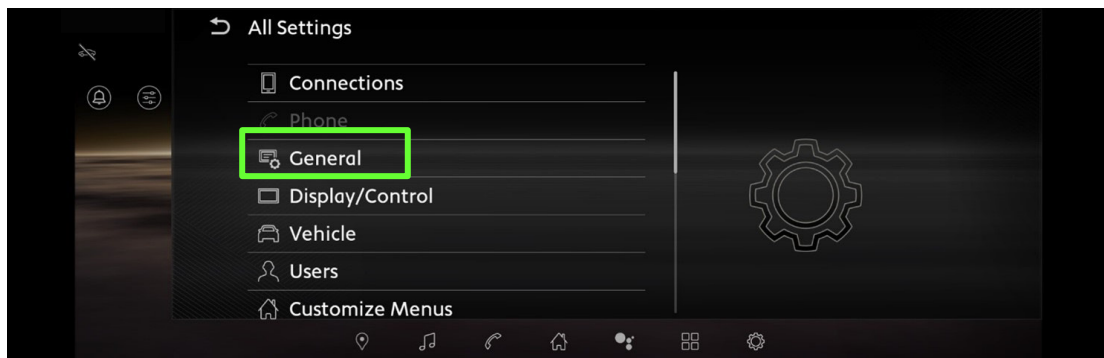 All Settings
Connections
Phone
General
Display/Control
Vehicle
Users
Customize Menus